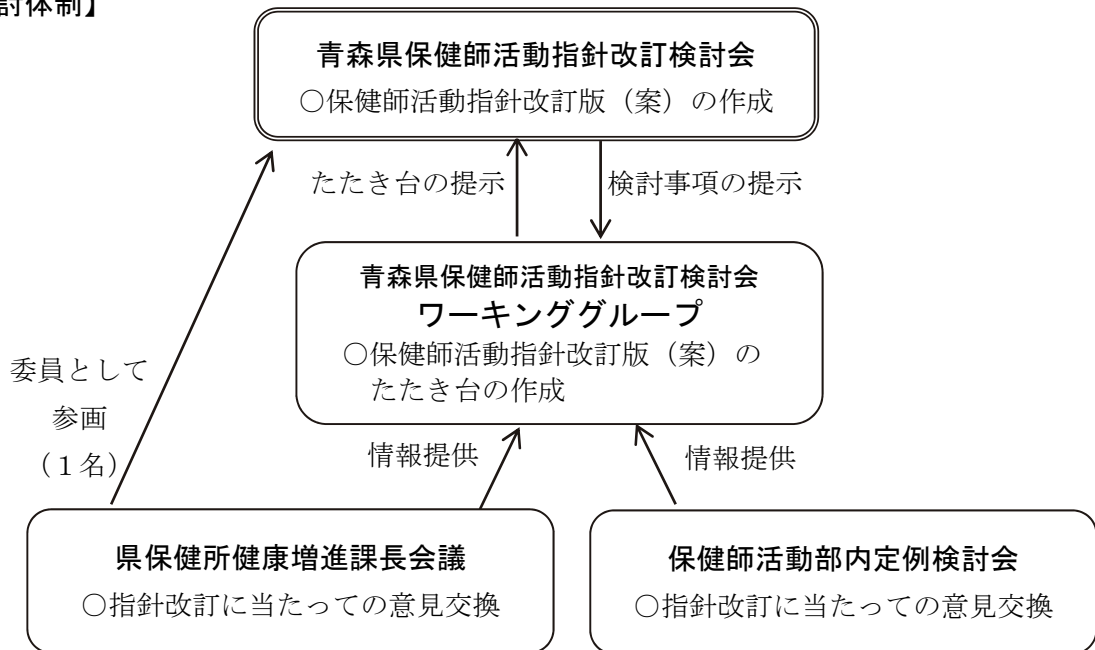 討体制】
青森県保健師活動指針改訂検討会
○保健師活動指針改訂版（案）の作成
たたき台の提示
検討事項の提示
青森県保健師活動指針改訂検討会
ワーキンググループ
○保健師活動指針改訂版（案）の
たたき台の作成
委員として
参画
（１名）
情報提供
情報提供
県保健所健康増進課長会議
○指針改訂に当たっての意見交換
保健師活動部内定例検討会
○指針改訂に当たっての意見交換